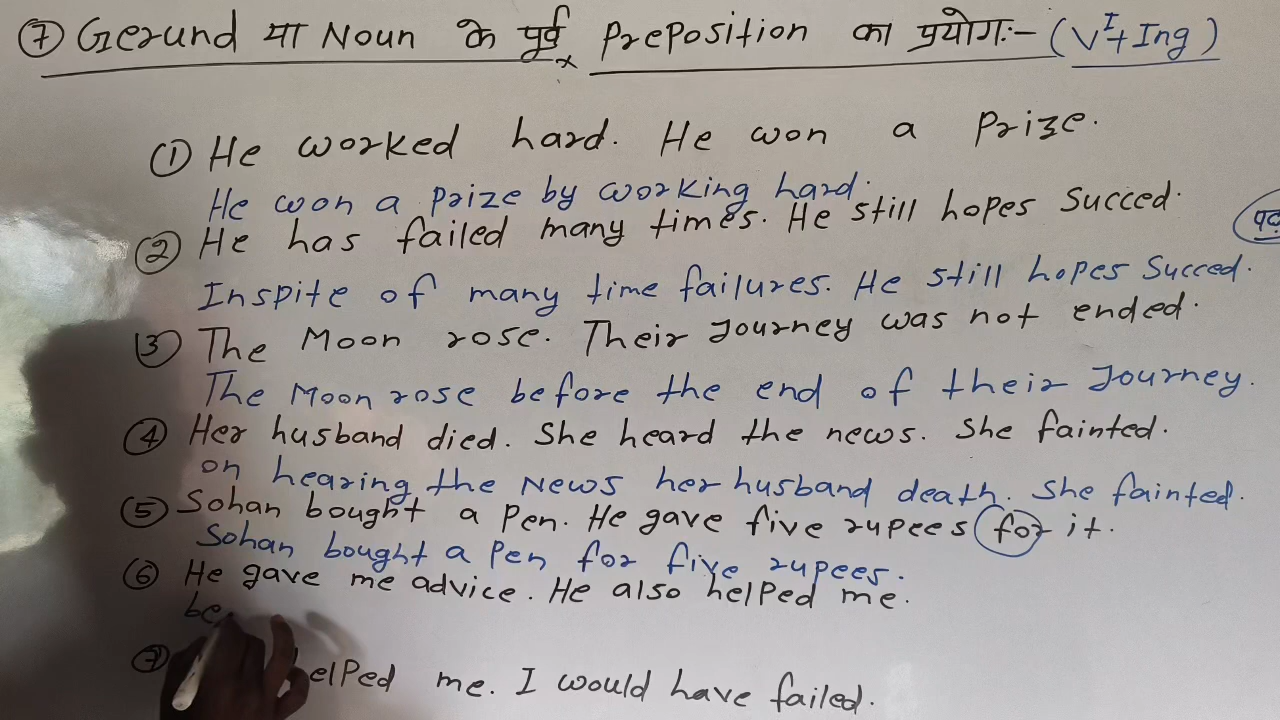 ⑦ Gerund या Noun के पूर्व Preposition का प्रयोगः- (Vᴵ+Ing)
① He worked hard. He won a Prize.
He won a prize by working hard.
② He has failed many times. He still hopes Succed.
Inspite of many time failures. He still hopes Succed.
③ The Moon rose. Their Journey was not ended.
The Moon rose before the end of their Journey.
④ Her husband died. She heard the news. She fainted.
on hearing the News her husband death. She fainted.
⑤ Sohan bought a Pen. He gave five rupees for it.
Sohan bought a Pen for five rupees.
⑥ He gave me advice. He also helped me.
be
⑦ elped me. I would have failed.